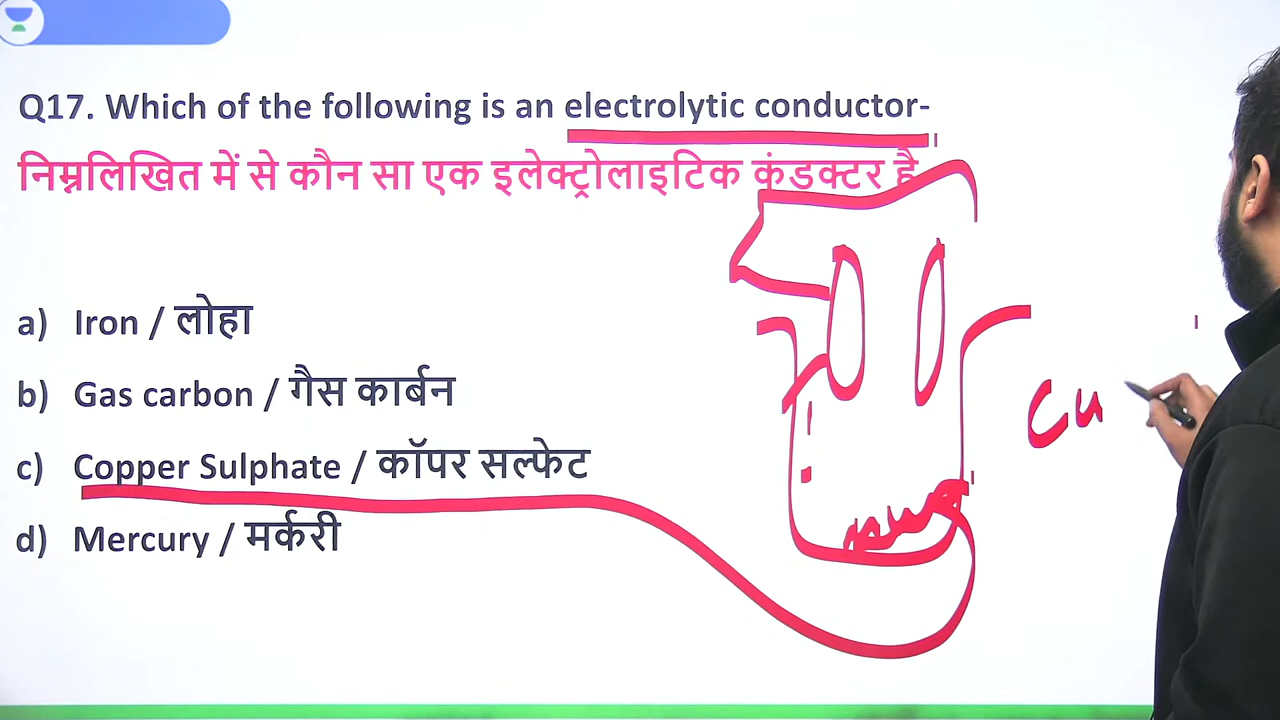 Q17. Which of the following is an electrolytic conductor-
निम्नलिखित में से कौन सा एक इलेक्ट्रोलाइटिक कंडक्टर है
a) Iron / लोहा
b) Gas carbon / गैस कार्बन
Cu
c) Copper Sulphate / कॉपर सल्फेट
d) Mercury / मर्करी